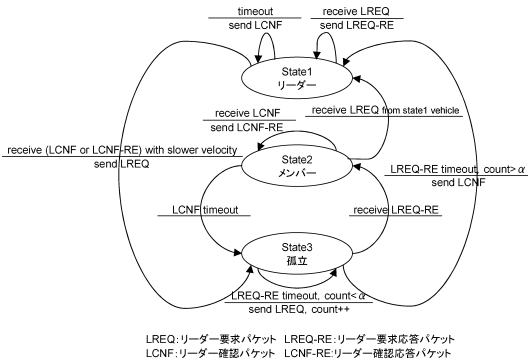 timeout
send LCNF
receive LREQ
send LREQ-RE
State1
リーダー
receive LCNF
send LCNF-RE
receive LREQ from state1 vehicle
receive (LCNF or LCNF-RE) with slower velocity
send LREQ
State2
メンバー
LREQ-RE timeout, count>α
send LCNF
LCNF timeout
receive LREQ-RE
State3
孤立
LREQ-RE timeout, count<α
send LREQ, count++
LREQ:リーダー要求パケット LREQ-RE:リーダー要求応答パケット
LCNF:リーダー確認パケット LCNF-RE:リーダー確認応答パケット